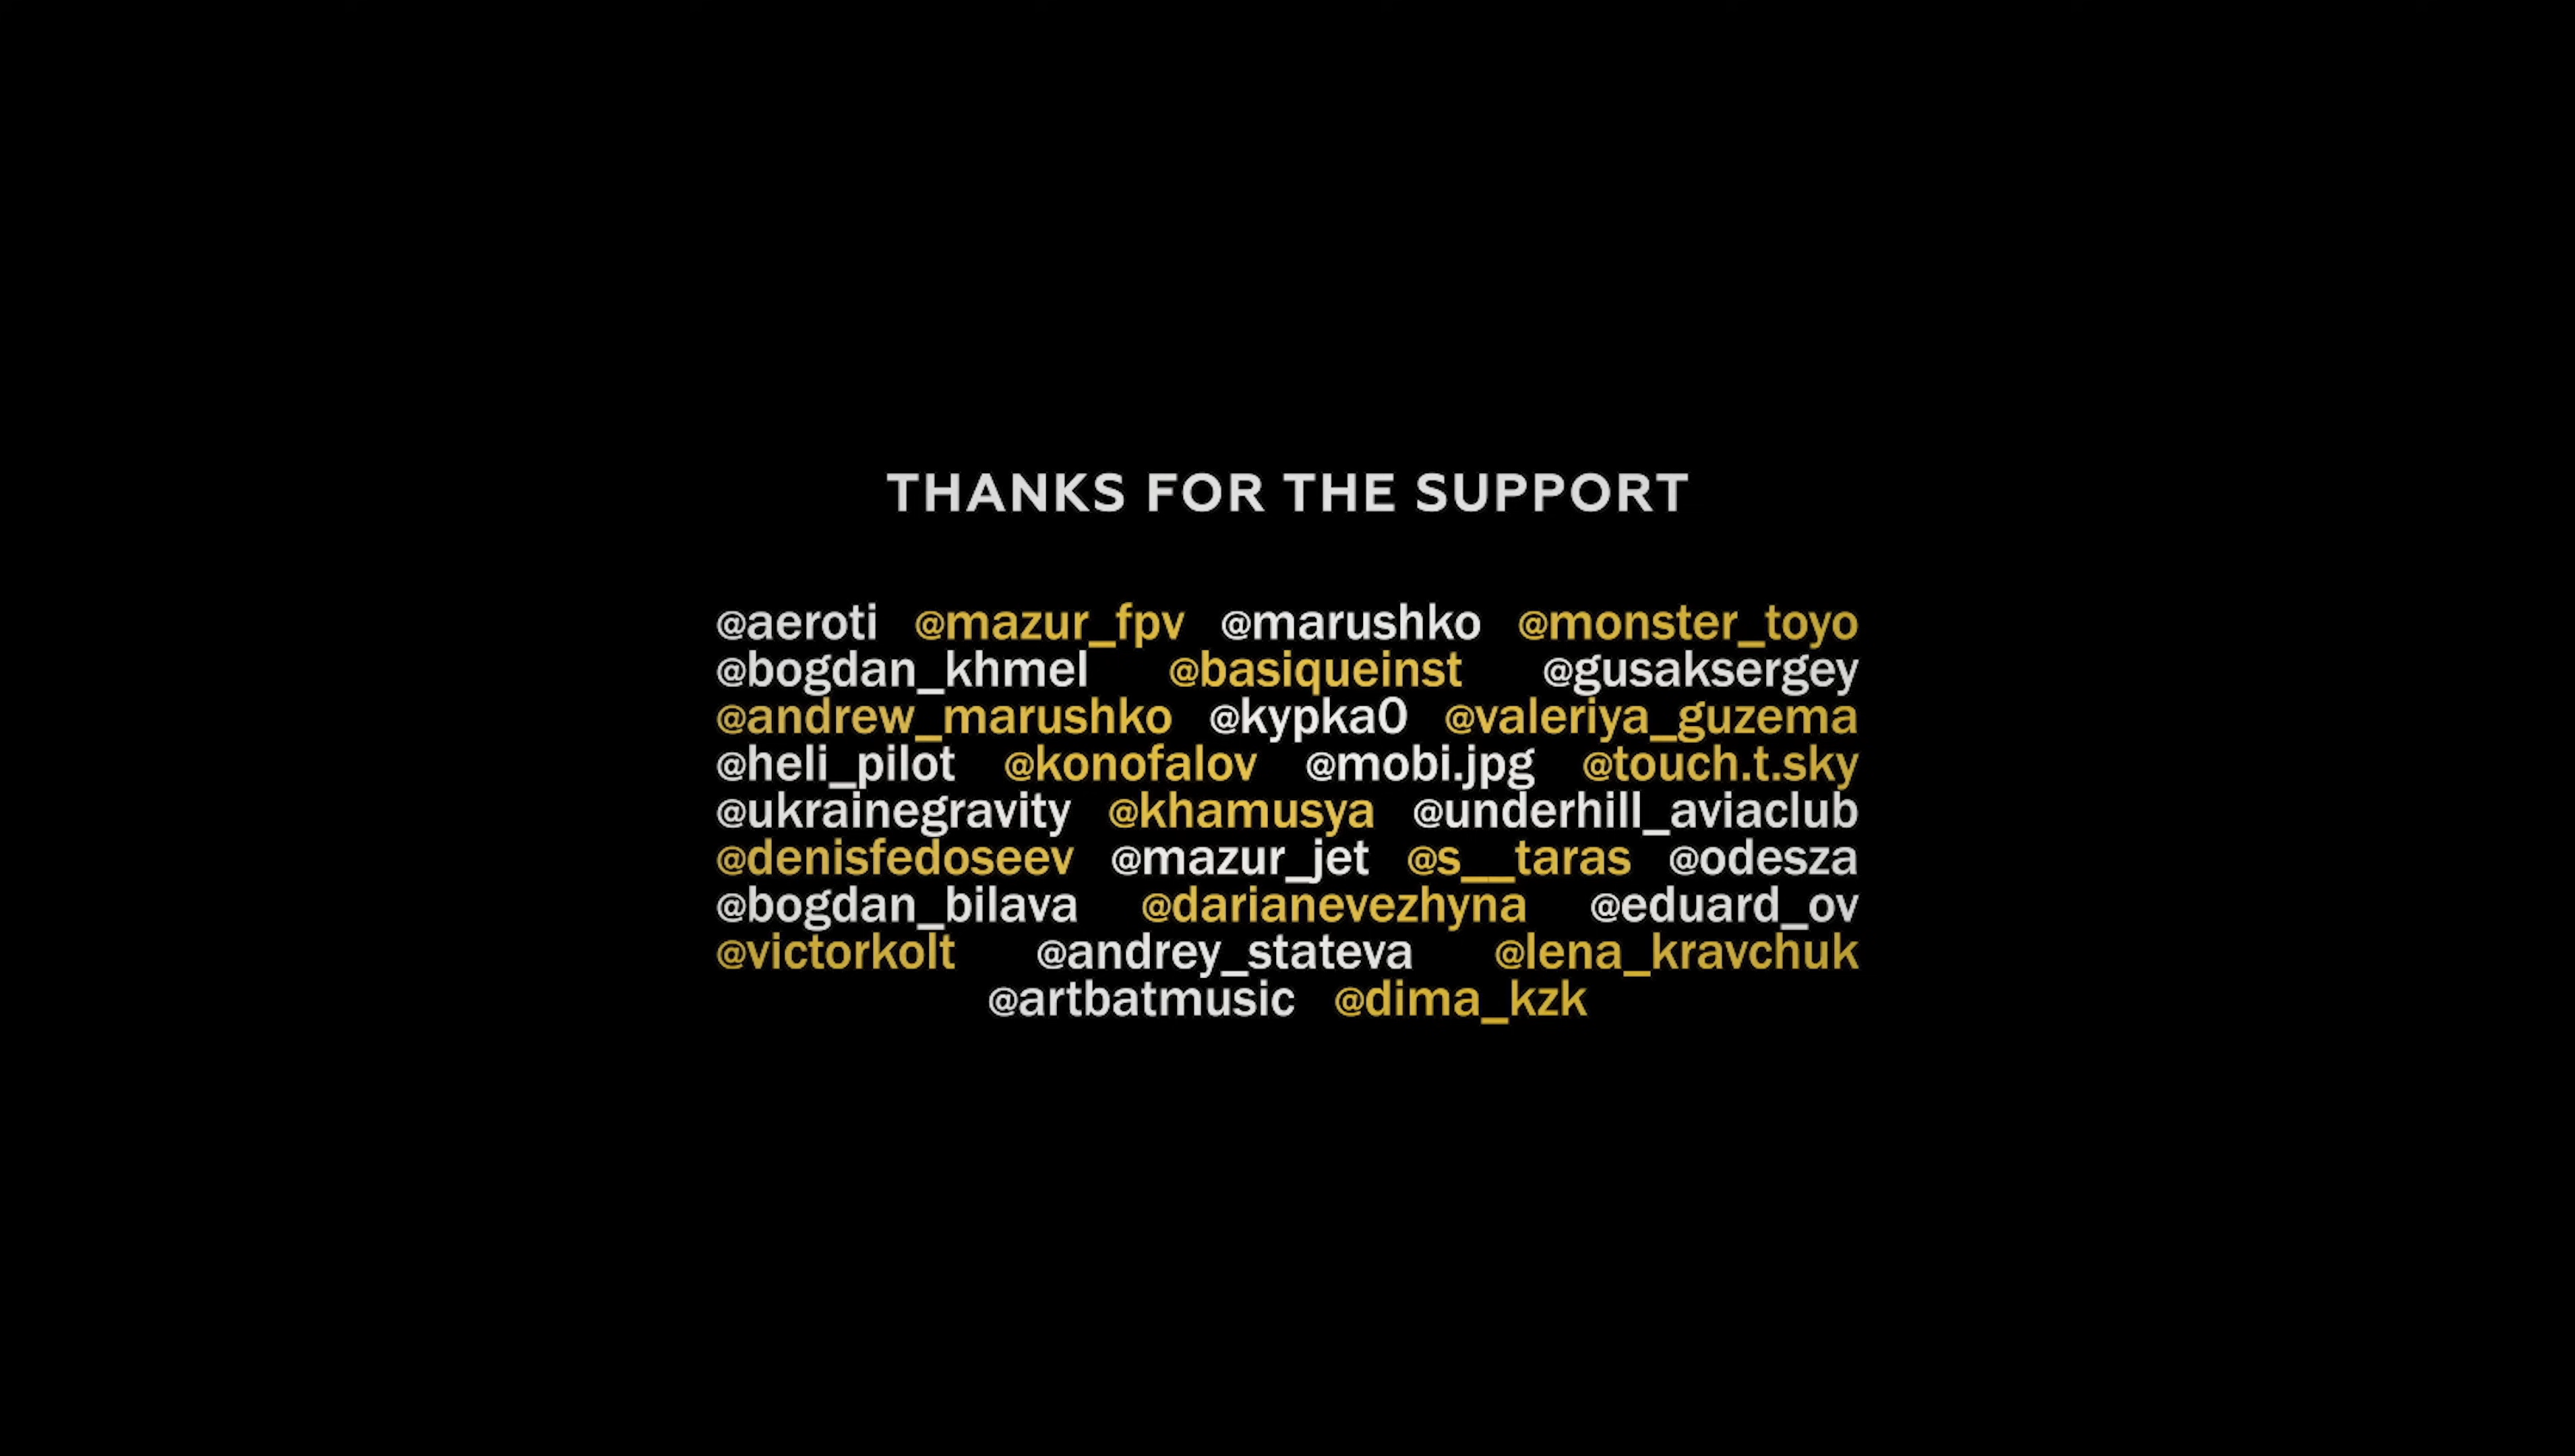 THANKS FOR THE SUPPORT
@aeroti @mazur_fpv @marushko @monster_toyo
@bogdan_khmel @basiqueinst @gusaksergey
@andrew_marushko @kypka0 @valeriya_guzema
@heli_pilot @konofalov @mobi.jpg @touch.t.sky
@ukrainegravity @khamusya @underhill_aviaclub
@denisfedoseev @mazur_jet @s__taras @odesza
@bogdan_bilava @darianevezhyna @eduard_ov
@victorkolt @andrey_stateva @lena_kravchuk
@artbatmusic @dima_kzk